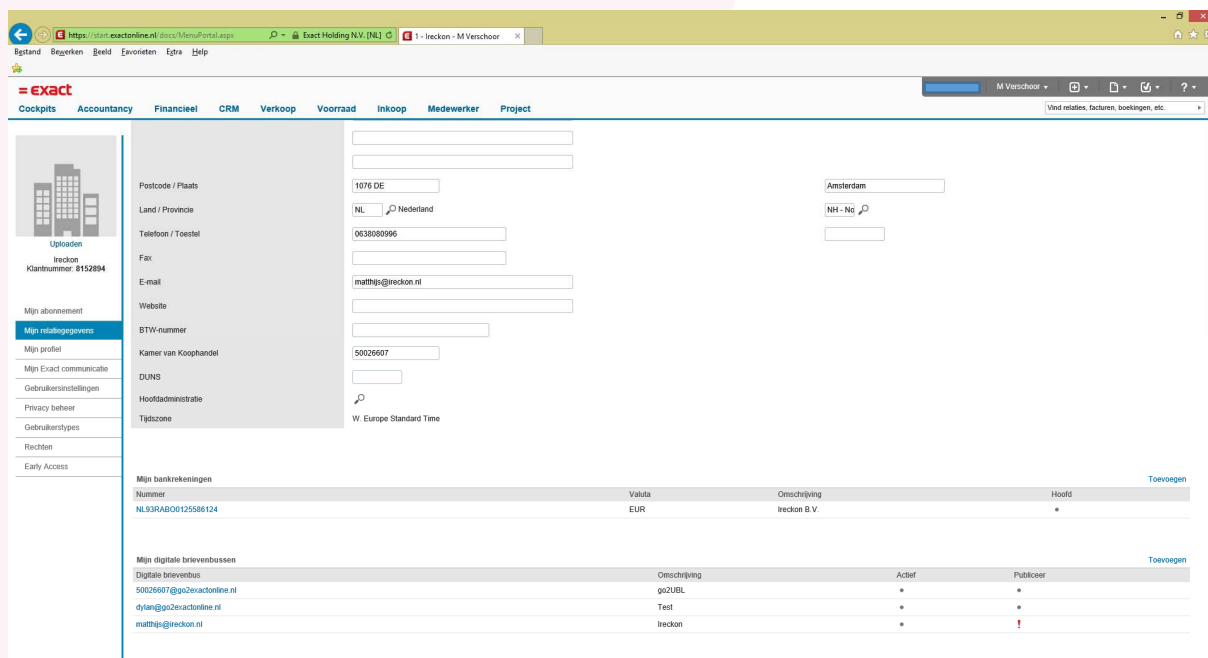 https://start.exactonline.nl/docs/MenuPortal.aspx Exact Holding N.V. [NL] 1 - Ireckon - M Verschoor
Bestand Bewerken Beeld Favorieten Extra Help
= exact M Verschoor ?
Cockpits Accountancy Financieel CRM Verkoop Voorraad Inkoop Medewerker Project Vind relaties, facturen, boekingen, etc.
Postcode / Plaats 1076 DE Amsterdam
Land / Provincie NL Nederland NH - No
Telefoon / Toestel 0638080996
Uploaden
Ireckon
Klantnummer: 8152894
Fax
E-mail matthijs@ireckon.nl
Website
BTW-nummer
Kamer van Koophandel 50026607
DUNS
Hoofdadministratie
Tijdszone W. Europe Standard Time
Mijn abonnement
Mijn relatiegegevens
Mijn profiel
Mijn Exact communicatie
Gebruikersinstellingen
Privacy beheer
Gebruikerstypes
Rechten
Early Access
Mijn bankrekeningen Toevoegen
Nummer Valuta Omschrijving Hoofd
NL93RABO0125586124 EUR Ireckon B.V.
Mijn digitale brievenbussen Toevoegen
Digitale brievenbus Omschrijving Actief Publiceer
50026607@go2exactonline.nl go2UBL
dylan@go2exactonline.nl Test
matthijs@ireckon.nl Ireckon !